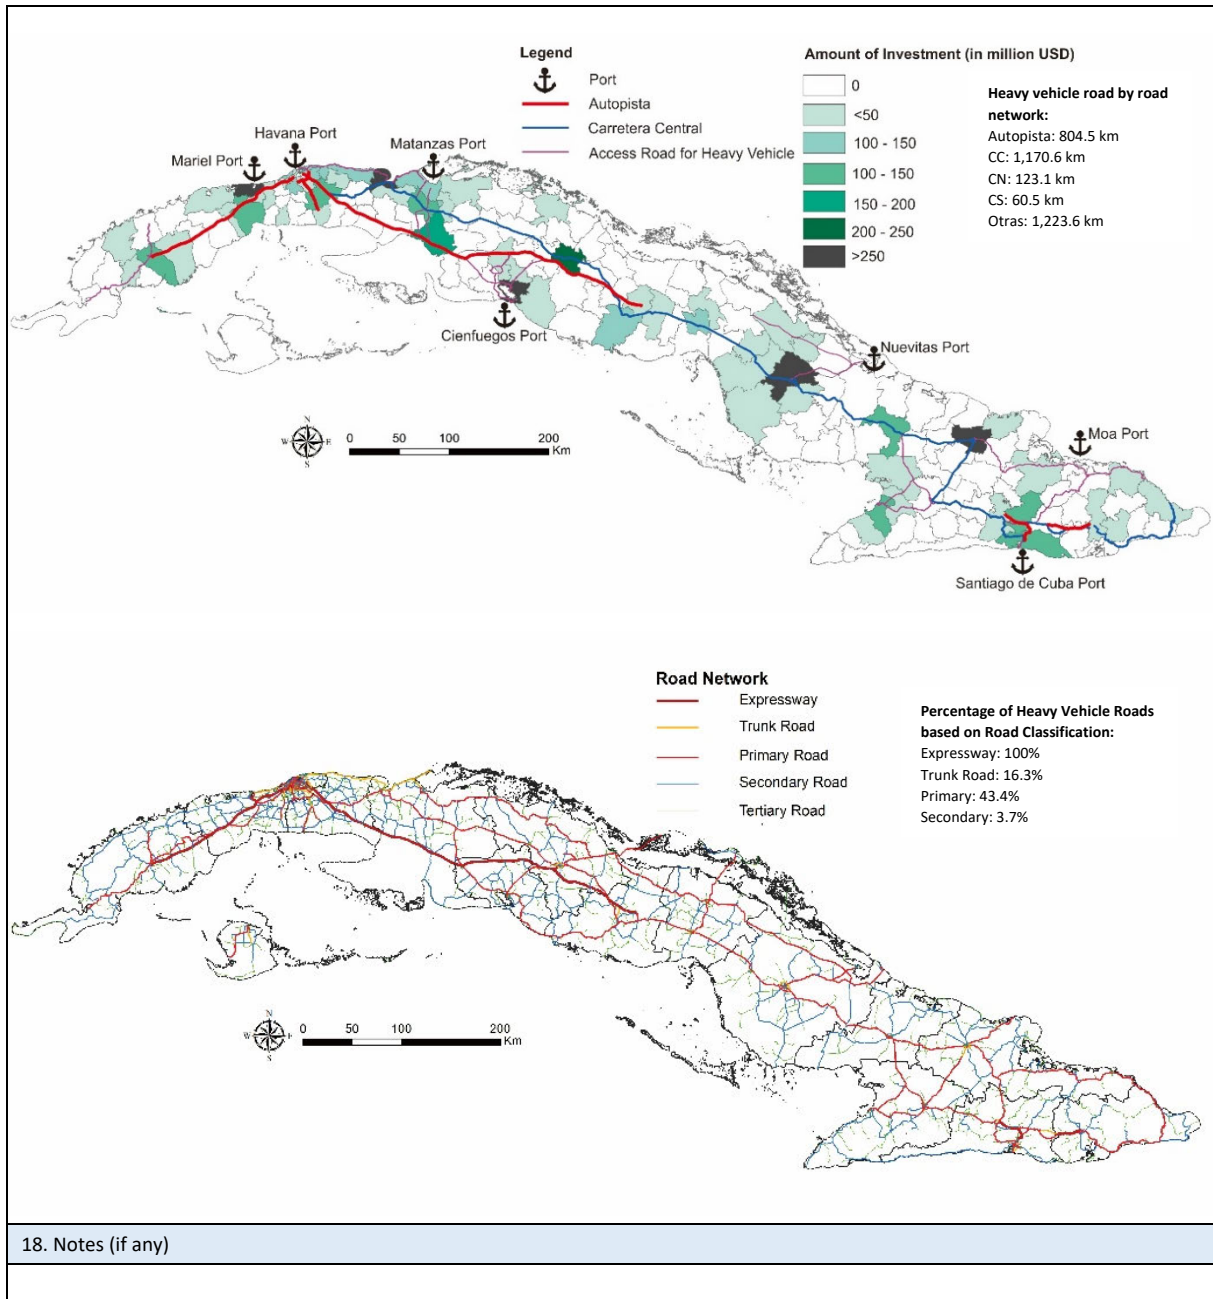 Legend
Port
Autopista
Carretera Central
Access Road for Heavy Vehicle
Amount of Investment (in million USD)
0
<50
100 - 150
100 - 150
150 - 200
200 - 250
>250
Heavy vehicle road by road
network:
Autopista: 804.5 km
CC: 1,170.6 km
CN: 123.1 km
CS: 60.5 km
Otras: 1,223.6 km
Havana Port
Mariel Port
Matanzas Port
Cienfuegos Port
Nuevitas Port
Moa Port
Santiago de Cuba Port
N
W E
S
0 50 100 200
Km
Road Network
Expressway
Trunk Road
Primary Road
Secondary Road
Tertiary Road
Percentage of Heavy Vehicle Roads
based on Road Classification:
Expressway: 100%
Trunk Road: 16.3%
Primary: 43.4%
Secondary: 3.7%
N
W E
S
0 50 100 200
Km
18. Notes (if any)